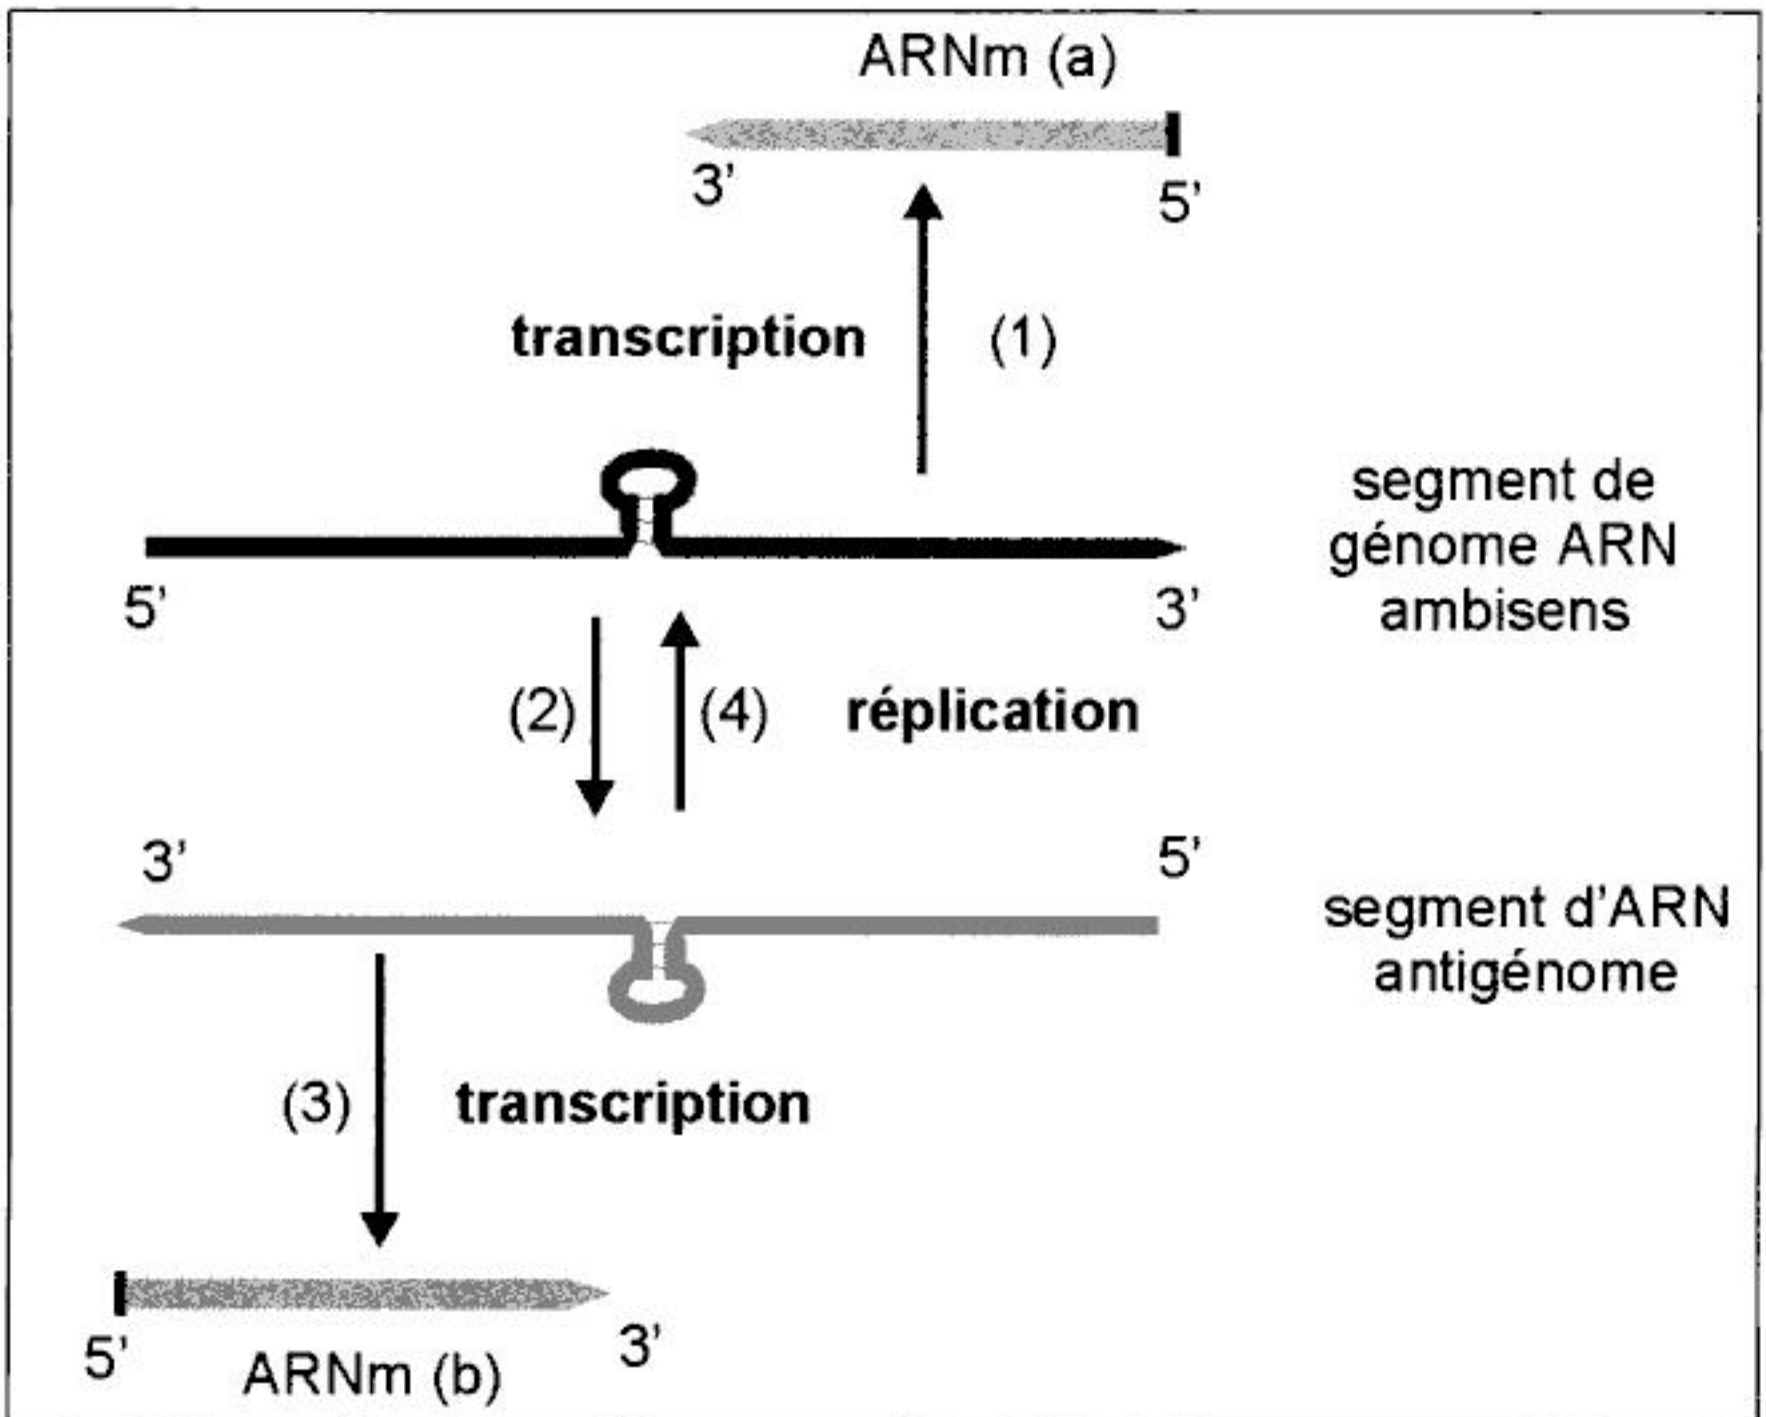 ARNm (a)
3'
5'
transcription (1)
segment de
génome ARN
ambisens
5'
3'
(2) (4) réplication
3'
5'
segment d'ARN
antigénome
(3) transcription
5'
3'
ARNm (b)